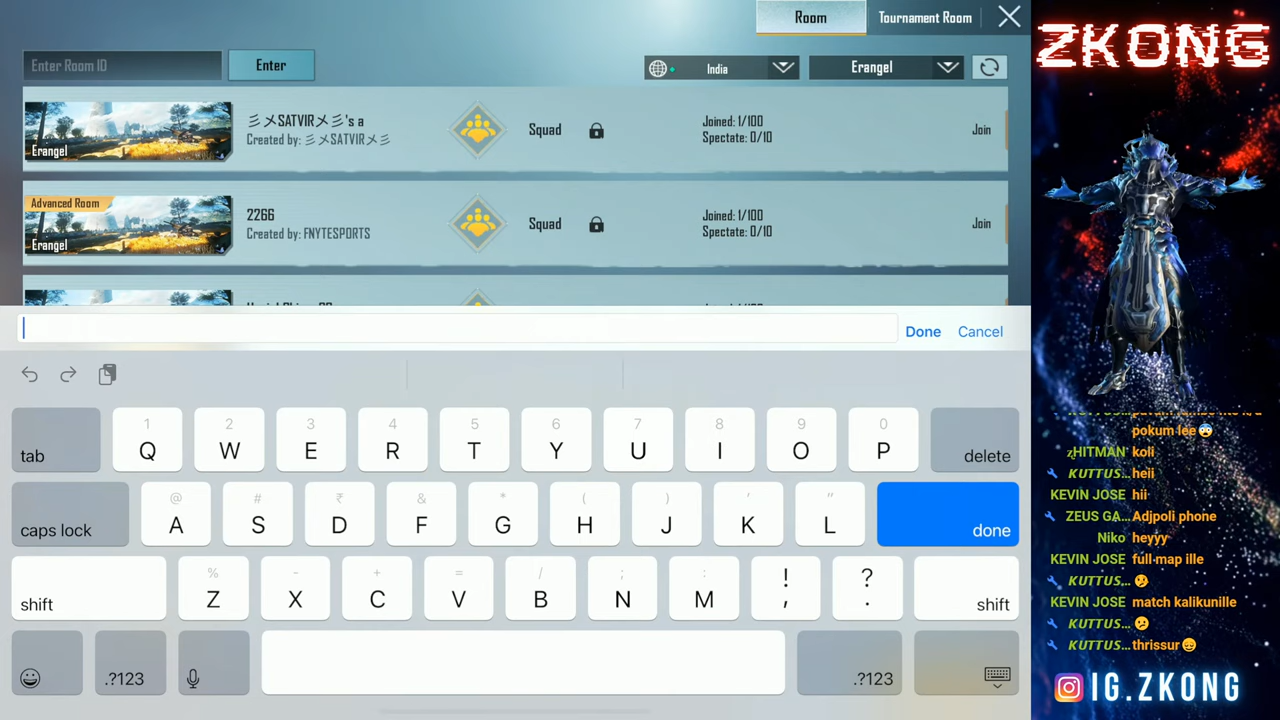 Room
Tournament Room
Enter Room ID
Enter
India
Erangel
Erangel
彡メSATVIRメ彡's a
Created by: 彡メSATVIRメ彡
Squad
Joined: 1/100
Spectate: 0/10
Join
Advanced Room
Erangel
2266
Created by: FNYTESPORTS
Squad
Joined: 1/100
Spectate: 0/10
Join
Done
Cancel
tab
1 2 3 4 5 6 7 8 9 0
Q W E R T Y U I O P
delete
caps lock
@ # ₹ & * ( ) ' "
A S D F G H J K L
done
shift
% - + = / ; :
Z X C V B N M ! , ? .
shift
.?123
.?123
ZKONG
pokum lee😨
zHITMAN koli
KUTTUS... heii
KEVIN JOSE hii
ZEUS GA... Adjpoli phone
Niko heyyy
KEVIN JOSE full map ille
KUTTUS... 😕
KEVIN JOSE match kalikunille
KUTTUS... 😕
KUTTUS... thrissur😔
IG.ZKONG